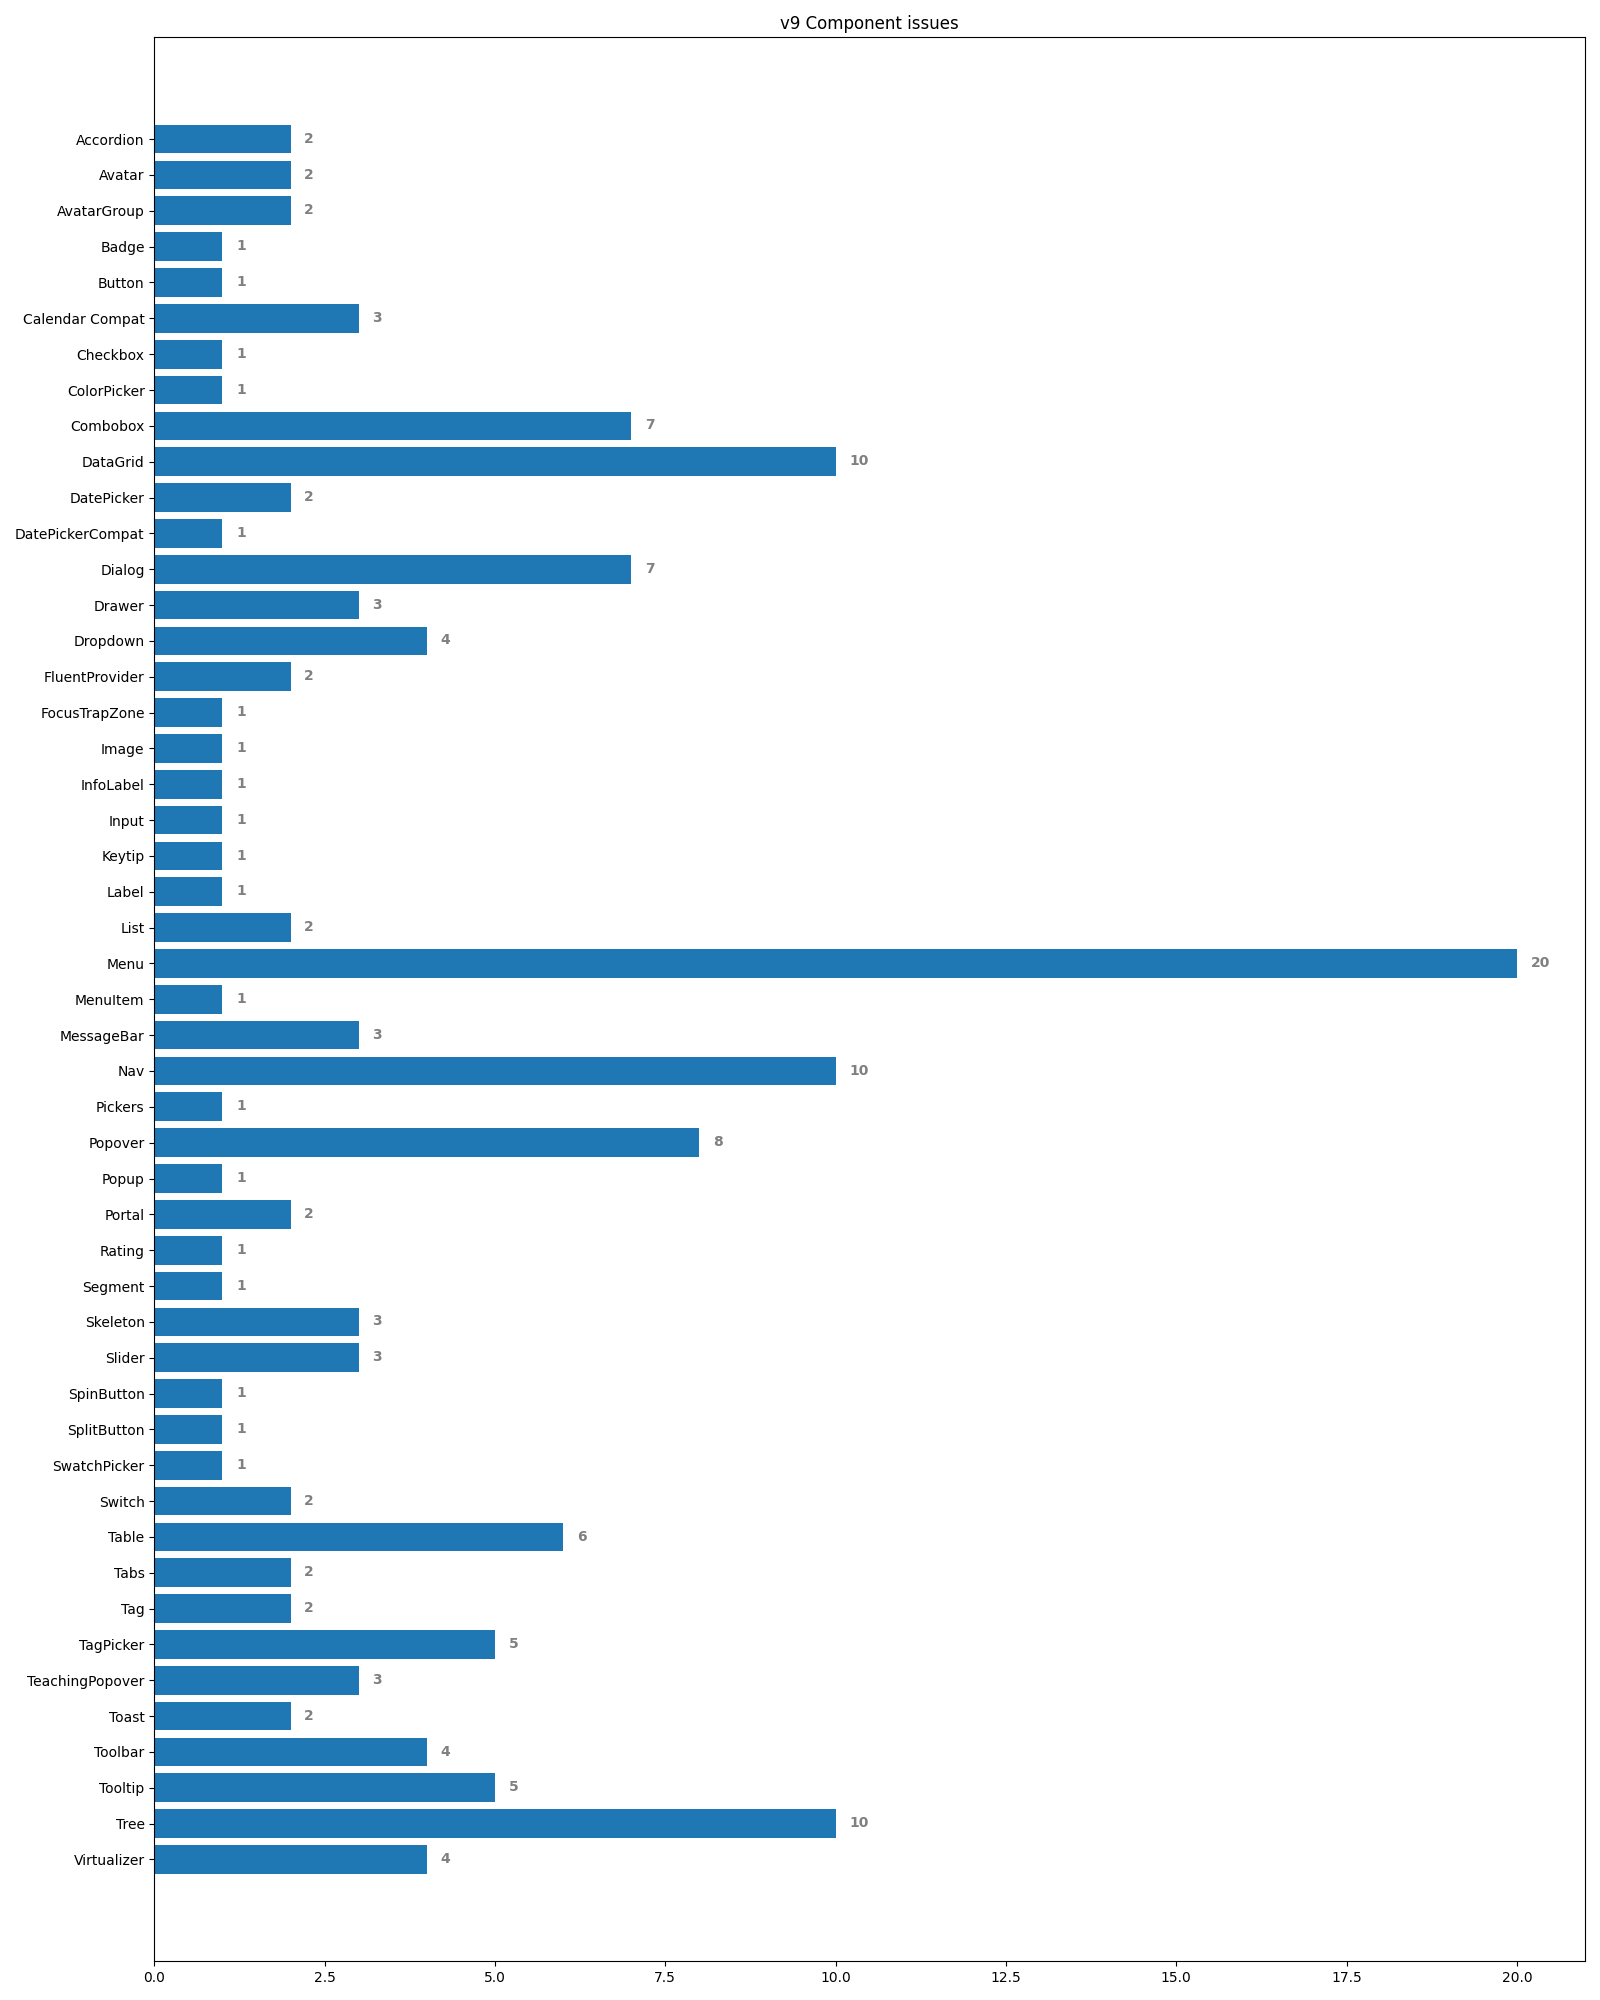 v9 Component issues
Accordion 2
Avatar 2
AvatarGroup 2
Badge 1
Button 1
Calendar Compat 3
Checkbox 1
ColorPicker 1
Combobox 7
DataGrid 10
DatePicker 2
DatePickerCompat 1
Dialog 7
Drawer 3
Dropdown 4
FluentProvider 2
FocusTrapZone 1
Image 1
InfoLabel 1
Input 1
Keytip 1
Label 1
List 2
Menu 20
MenuItem 1
MessageBar 3
Nav 10
Pickers 1
Popover 8
Popup 1
Portal 2
Rating 1
Segment 1
Skeleton 3
Slider 3
SpinButton 1
SplitButton 1
SwatchPicker 1
Switch 2
Table 6
Tabs 2
Tag 2
TagPicker 5
TeachingPopover 3
Toast 2
Toolbar 4
Tooltip 5
Tree 10
Virtualizer 4
0.0 2.5 5.0 7.5 10.0 12.5 15.0 17.5 20.0